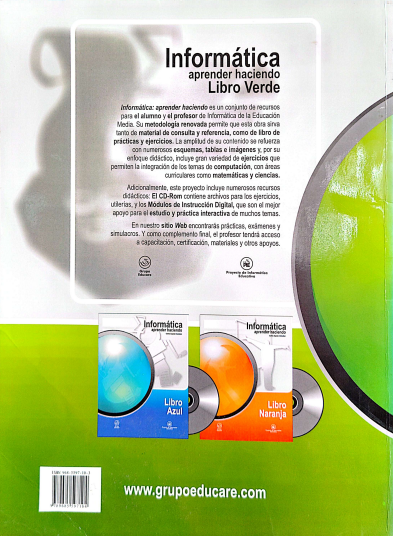 Informática
aprender haciendo
Libro Verde
Informática: aprender haciendo es un conjunto de recursos
para el alumno y el profesor de Informática de la Educación
Media. Su metodología renovada permite que esta obra sirva
tanto de material de consulta y referencia, como de libro de
prácticas y ejercicios. La amplitud de su contenido se refuerza
con numerosos esquemas, tablas e imágenes y, por su
enfoque didáctico, incluye gran variedad de ejercicios que
permiten la integración de los temas de computación, con áreas
curriculares como matemáticas y ciencias.
Adicionalmente, este proyecto incluye numerosos recursos
didácticos: El CD-Rom contiene archivos para los ejercicios,
utilerías, y los Módulos de Instrucción Digital, que son el mejor
apoyo para el estudio y práctica interactiva de muchos temas.
En nuestro sitio Web encontrarás prácticas, exámenes y
simulacros. Y como complemento final, el profesor tendrá acceso
a capacitación, certificación, materiales y otros apoyos.
Grupo
Educare
Proyecto de Informática
Educativa
Informática
aprender haciendo
Libro
Azul
Informática
aprender haciendo
Libro
Naranja
www.grupoeducare.com